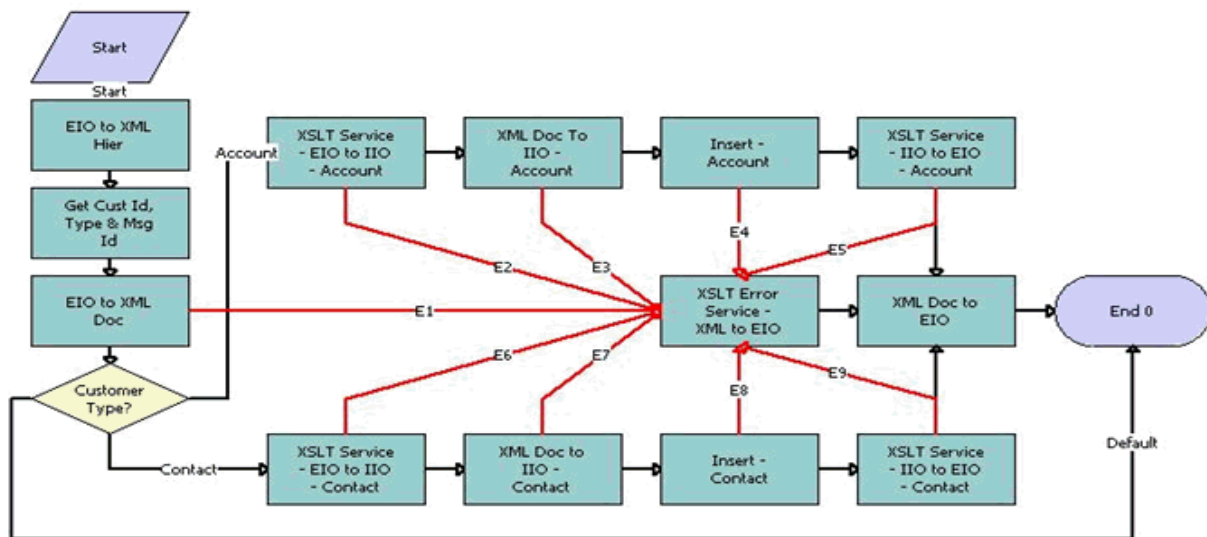 Start
Start
EIO to XML
Hier
Get Cust Id,
Type & Msg
Id
EIO to XML
Doc
Customer
Type?
Account
XSLT Service
- EIO to IIO
- Account
XML Doc To
IIO -
Account
Insert -
Account
XSLT Service
- IIO to EIO
- Account
E2
E3
E4
E5
E1
XSLT Error
Service -
XML to EIO
XML Doc to
EIO
End 0
E6
E7
E8
E9
Contact
XSLT Service
- EIO to IIO
- Contact
XML Doc to
IIO -
Contact
Insert -
Contact
XSLT Service
- IIO to EIO
- Contact
Default